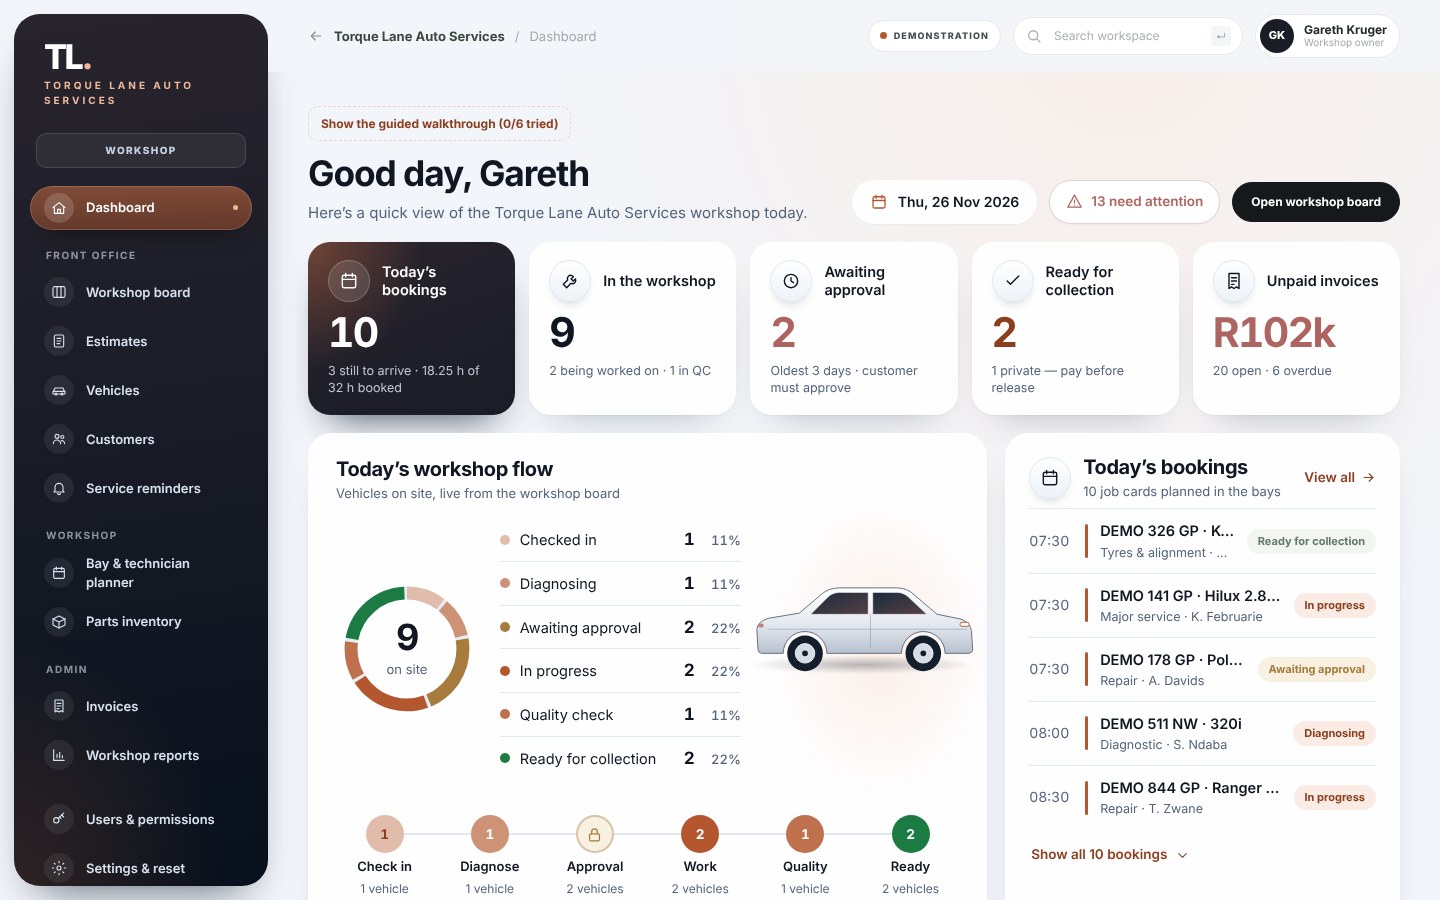 TL.
TORQUE LANE AUTO
SERVICES
WORKSHOP
Dashboard
FRONT OFFICE
Workshop board
Estimates
Vehicles
Customers
Service reminders
WORKSHOP
Bay & technician
planner
Parts inventory
ADMIN
Invoices
Workshop reports
Users & permissions
Settings & reset
Torque Lane Auto Services / Dashboard
DEMONSTRATION
Search workspace
GK
Gareth Kruger
Workshop owner
Show the guided walkthrough (0/6 tried)
Good day, Gareth
Here's a quick view of the Torque Lane Auto Services workshop today.
Thu, 26 Nov 2026
13 need attention
Open workshop board
Today's
bookings
10
3 still to arrive · 18.25 h of
32 h booked
In the workshop
9
2 being worked on · 1 in QC
Awaiting
approval
2
Oldest 3 days · customer
must approve
Ready for
collection
2
1 private — pay before
release
Unpaid invoices
R102k
20 open · 6 overdue
Today's workshop flow
Vehicles on site, live from the workshop board
9
on site
Checked in 1 11%
Diagnosing 1 11%
Awaiting approval 2 22%
In progress 2 22%
Quality check 1 11%
Ready for collection 2 22%
1
Check in
1 vehicle
1
Diagnose
1 vehicle
Approval
2 vehicles
2
Work
2 vehicles
1
Quality
1 vehicle
2
Ready
2 vehicles
Today's bookings
10 job cards planned in the bays
View all →
07:30 DEMO 326 GP · K...
Tyres & alignment · ...
Ready for collection
07:30 DEMO 141 GP · Hilux 2.8...
Major service · K. Februarie
In progress
07:30 DEMO 178 GP · Pol...
Repair · A. Davids
Awaiting approval
08:00 DEMO 511 NW · 320i
Diagnostic · S. Ndaba
Diagnosing
08:30 DEMO 844 GP · Ranger ...
Repair · T. Zwane
In progress
Show all 10 bookings